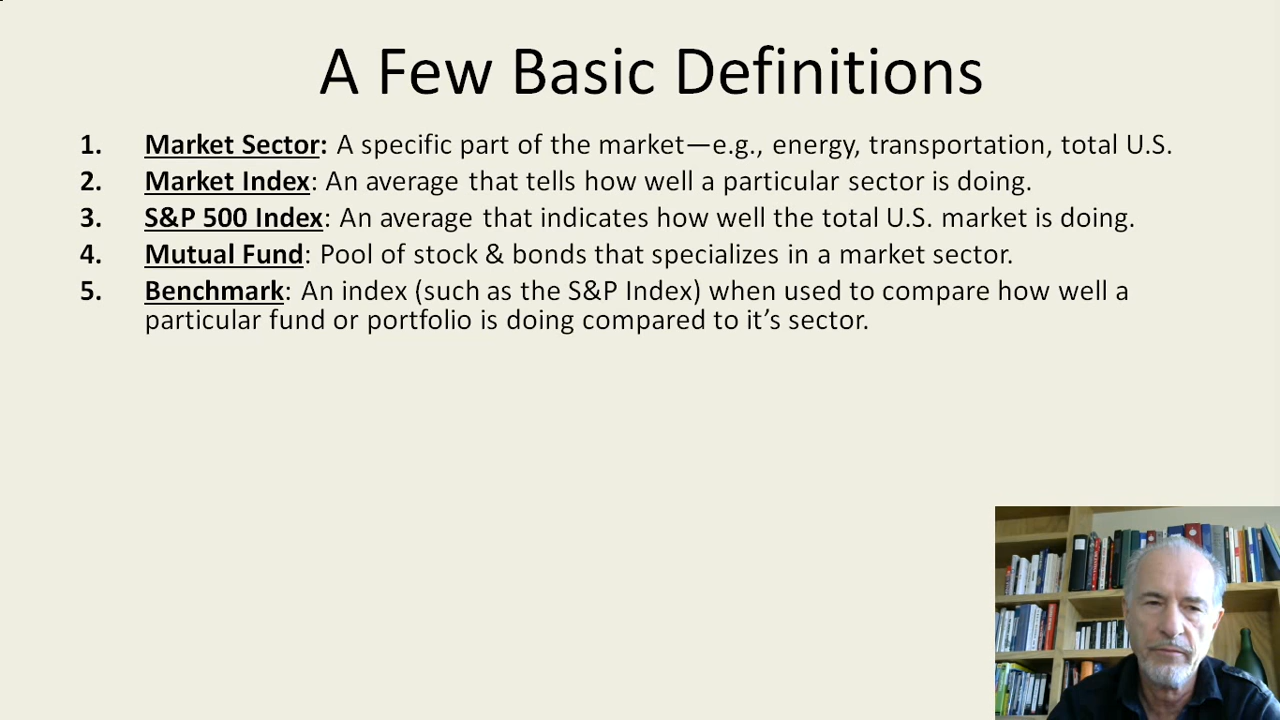 A Few Basic Definitions
1. Market Sector: A specific part of the market—e.g., energy, transportation, total U.S.
2. Market Index: An average that tells how well a particular sector is doing.
3. S&P 500 Index: An average that indicates how well the total U.S. market is doing.
4. Mutual Fund: Pool of stock & bonds that specializes in a market sector.
5. Benchmark: An index (such as the S&P Index) when used to compare how well a
particular fund or portfolio is doing compared to it’s sector.